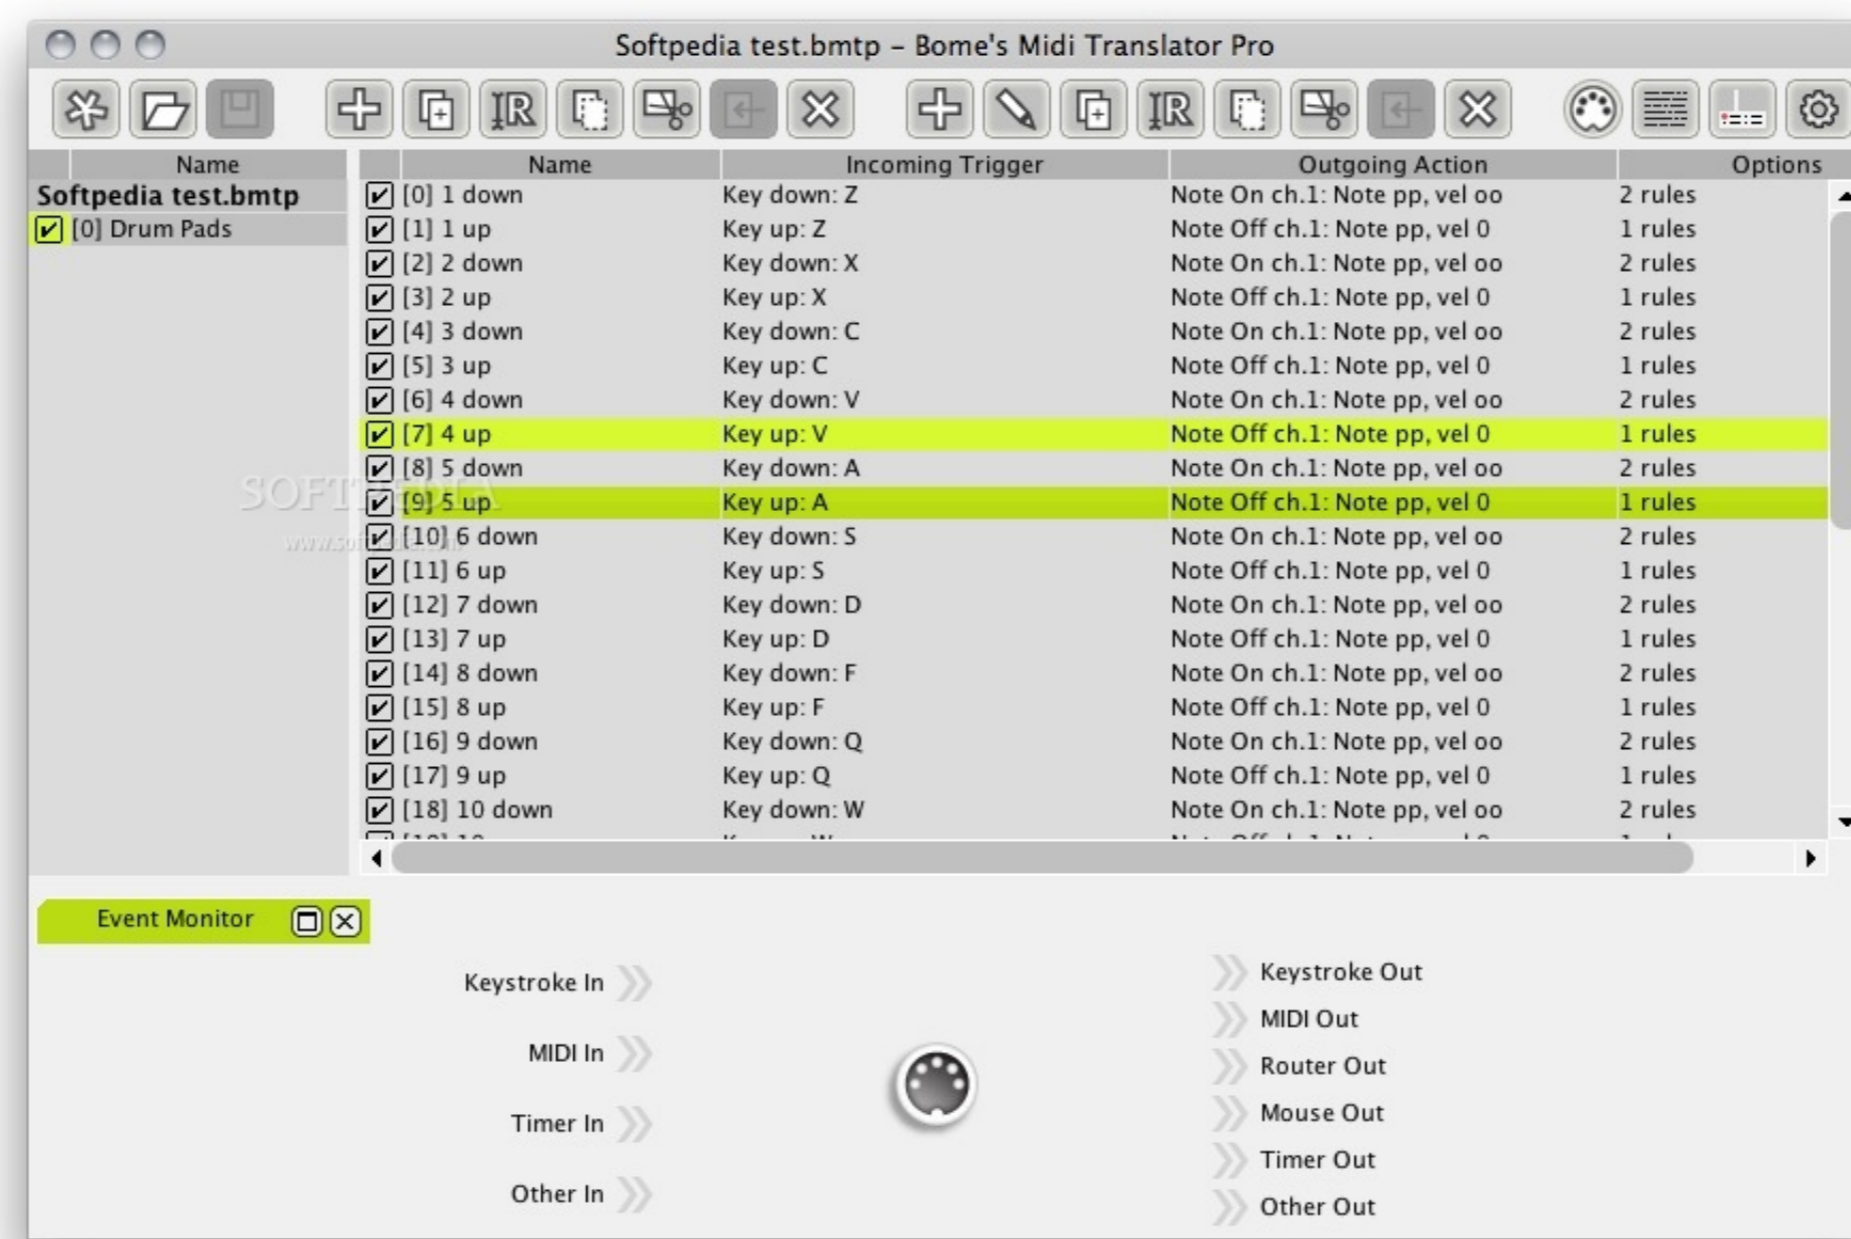 Softpedia test.bmtp – Bome's Midi Translator Pro
Name
Softpedia test.bmtp
[0] Drum Pads
Name Incoming Trigger Outgoing Action Options
[0] 1 down Key down: Z Note On ch.1: Note pp, vel oo 2 rules
[1] 1 up Key up: Z Note Off ch.1: Note pp, vel 0 1 rules
[2] 2 down Key down: X Note On ch.1: Note pp, vel oo 2 rules
[3] 2 up Key up: X Note Off ch.1: Note pp, vel 0 1 rules
[4] 3 down Key down: C Note On ch.1: Note pp, vel oo 2 rules
[5] 3 up Key up: C Note Off ch.1: Note pp, vel 0 1 rules
[6] 4 down Key down: V Note On ch.1: Note pp, vel oo 2 rules
[7] 4 up Key up: V Note Off ch.1: Note pp, vel 0 1 rules
[8] 5 down Key down: A Note On ch.1: Note pp, vel oo 2 rules
[9] 5 up Key up: A Note Off ch.1: Note pp, vel 0 1 rules
[10] 6 down Key down: S Note On ch.1: Note pp, vel oo 2 rules
[11] 6 up Key up: S Note Off ch.1: Note pp, vel 0 1 rules
[12] 7 down Key down: D Note On ch.1: Note pp, vel oo 2 rules
[13] 7 up Key up: D Note Off ch.1: Note pp, vel 0 1 rules
[14] 8 down Key down: F Note On ch.1: Note pp, vel oo 2 rules
[15] 8 up Key up: F Note Off ch.1: Note pp, vel 0 1 rules
[16] 9 down Key down: Q Note On ch.1: Note pp, vel oo 2 rules
[17] 9 up Key up: Q Note Off ch.1: Note pp, vel 0 1 rules
[18] 10 down Key down: W Note On ch.1: Note pp, vel oo 2 rules
SOFTPEDIA
www.softpedia.com
Event Monitor
Keystroke In
MIDI In
Timer In
Other In
Keystroke Out
MIDI Out
Router Out
Mouse Out
Timer Out
Other Out